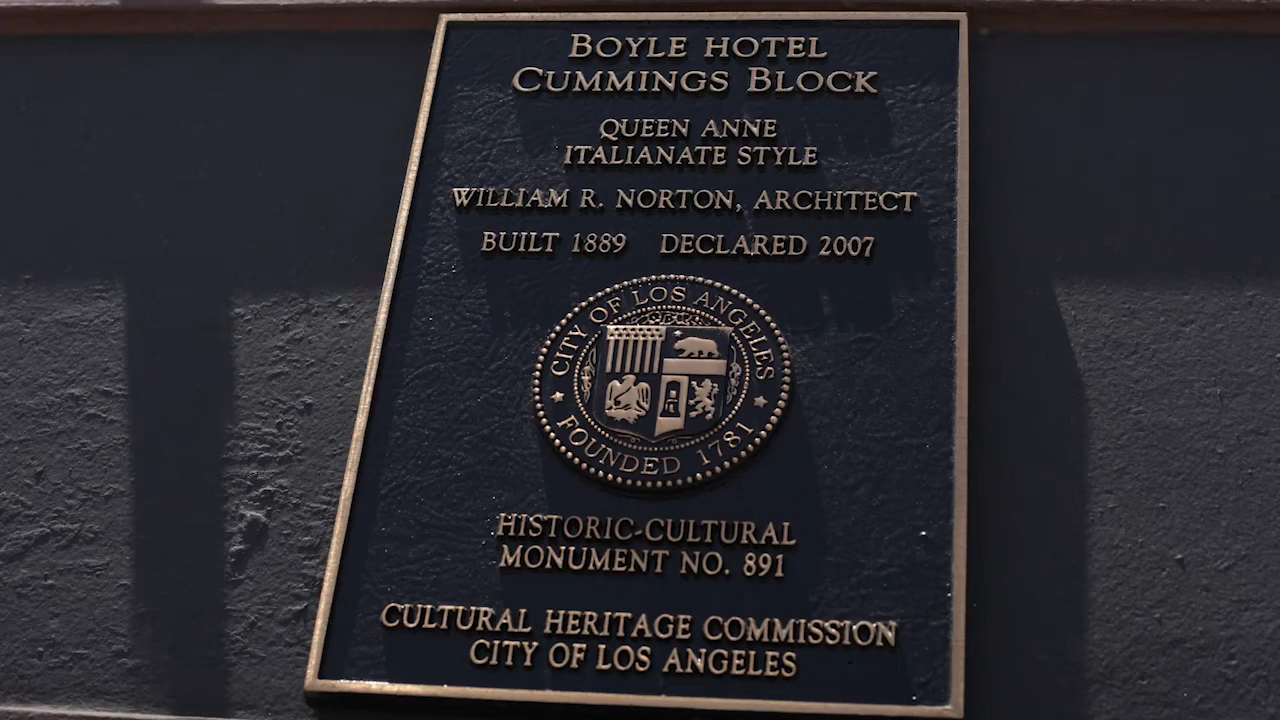 BOYLE HOTEL
CUMMINGS BLOCK
QUEEN ANNE
ITALIANATE STYLE
WILLIAM R. NORTON, ARCHITECT
BUILT 1889 DECLARED 2007
CITY OF LOS ANGELES
FOUNDED 1781
HISTORIC-CULTURAL
MONUMENT NO. 891
CULTURAL HERITAGE COMMISSION
CITY OF LOS ANGELES